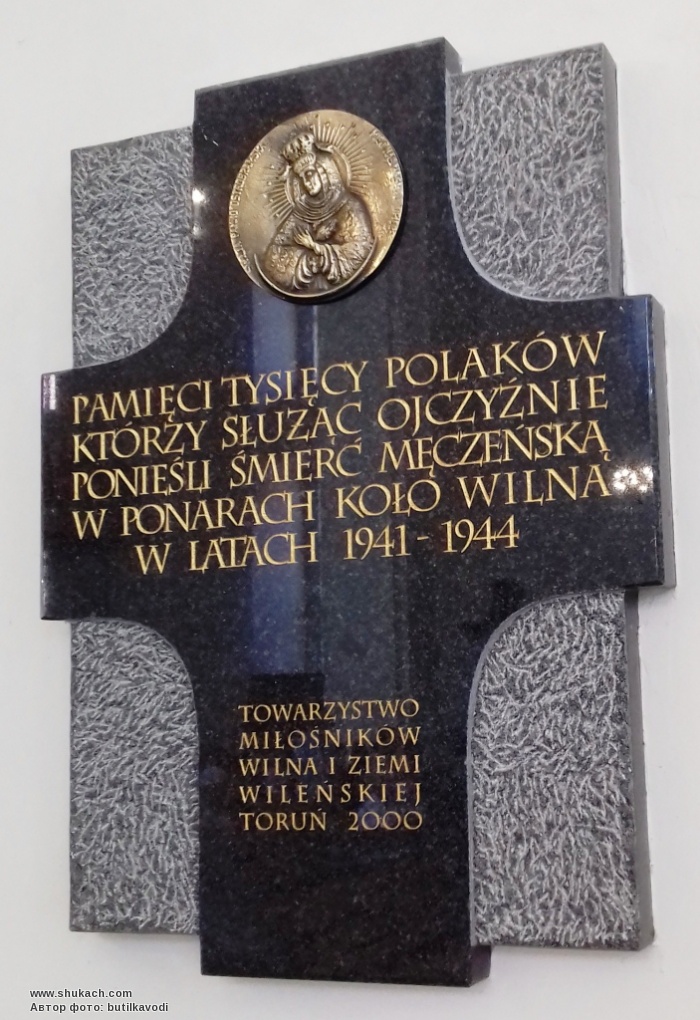 PAMIĘCI TYSIĘCY POLAKÓW
KTÓRZY SŁUŻĄC OJCZYŹNIE
PONIEŚLI ŚMIERĆ MĘCZEŃSKĄ
W PONARACH KOŁO WILNA
W LATACH 1941-1944
TOWARZYSTWO
MIŁOŚNIKÓW
WILNA I ZIEMI
WILEŃSKIEJ
TORUŃ 2000
www.shukach.com
Автор фото: butilkavodi